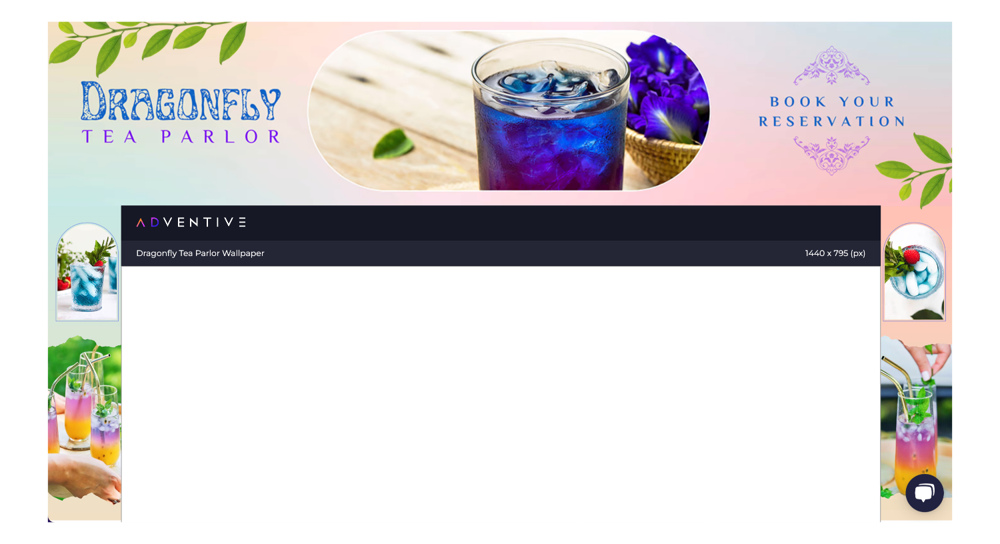 DRAGONFLY
TEA PARLOR
BOOK YOUR
RESERVATION
ADVENTIVE
Dragonfly Tea Parlor Wallpaper
1440 x 795 (px)